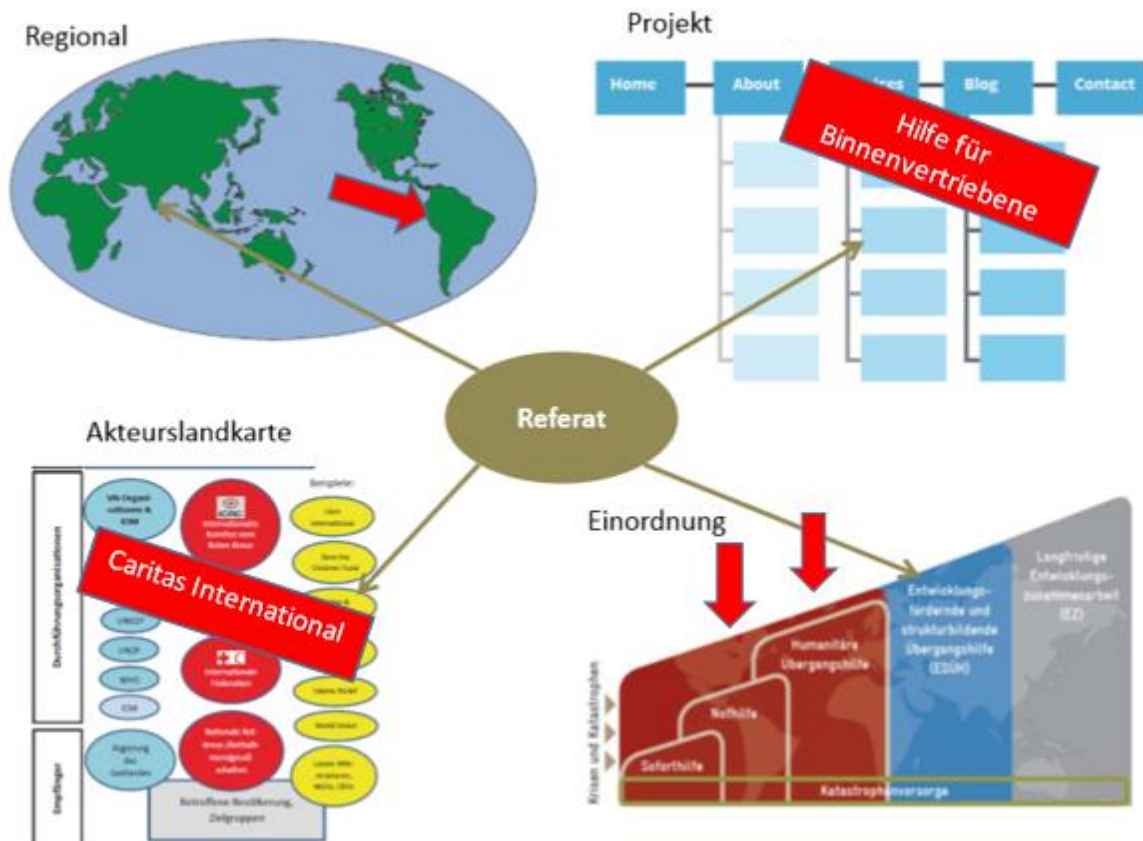 Regional
Projekt
Home
About
Blog
Contact
Hilfe für
Binnenvertriebene
Referat
Akteurslandkarte
Einordnung
Beispiele:
VN-Organi-
sationen &
IOM
ICRC
Internationales
Komitee vom
Roten Kreuz
Save the
Children Fund
Caritas International
Durchführungsorganisationen
UNICEF
WHO
IOM
Internationale
Föderation
Islamic Relief
World Vision
Empfänger
Regierung
des
Gastlandes
Betroffene Bevölkerung,
Zielgruppen
Krisen und Katastrophen
Soforthilfe
Nothilfe
Humanitäre
Übergangshilfe
Entwicklungs-
fördernde und
strukturbildende
Übergangshilfe
(ESÜH)
Langfristige
Entwicklungs-
zusammenarbeit
(EZ)
Katastrophenvorsorge